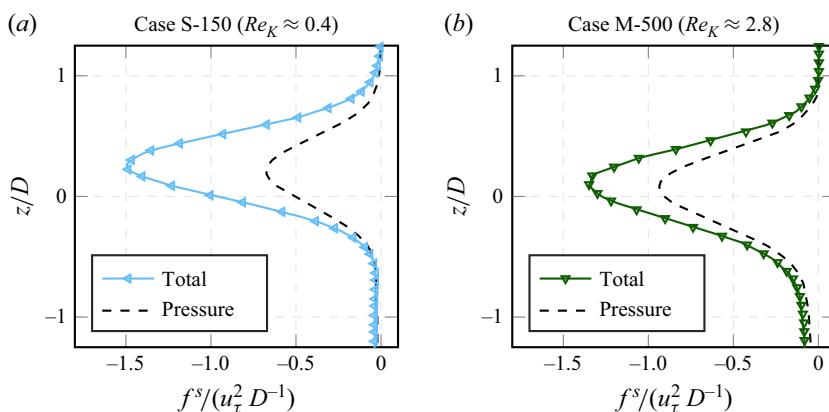 (a) Case S-150 (Re_K ≈ 0.4)
1
z/D
0
−1
Total
Pressure
−1.5 −1.0 −0.5 0
f^s/(u_τ^2 D^−1)
(b) Case M-500 (Re_K ≈ 2.8)
1
z/D
0
−1
Total
Pressure
−1.5 −1.0 −0.5 0
f^s/(u_τ^2 D^−1)